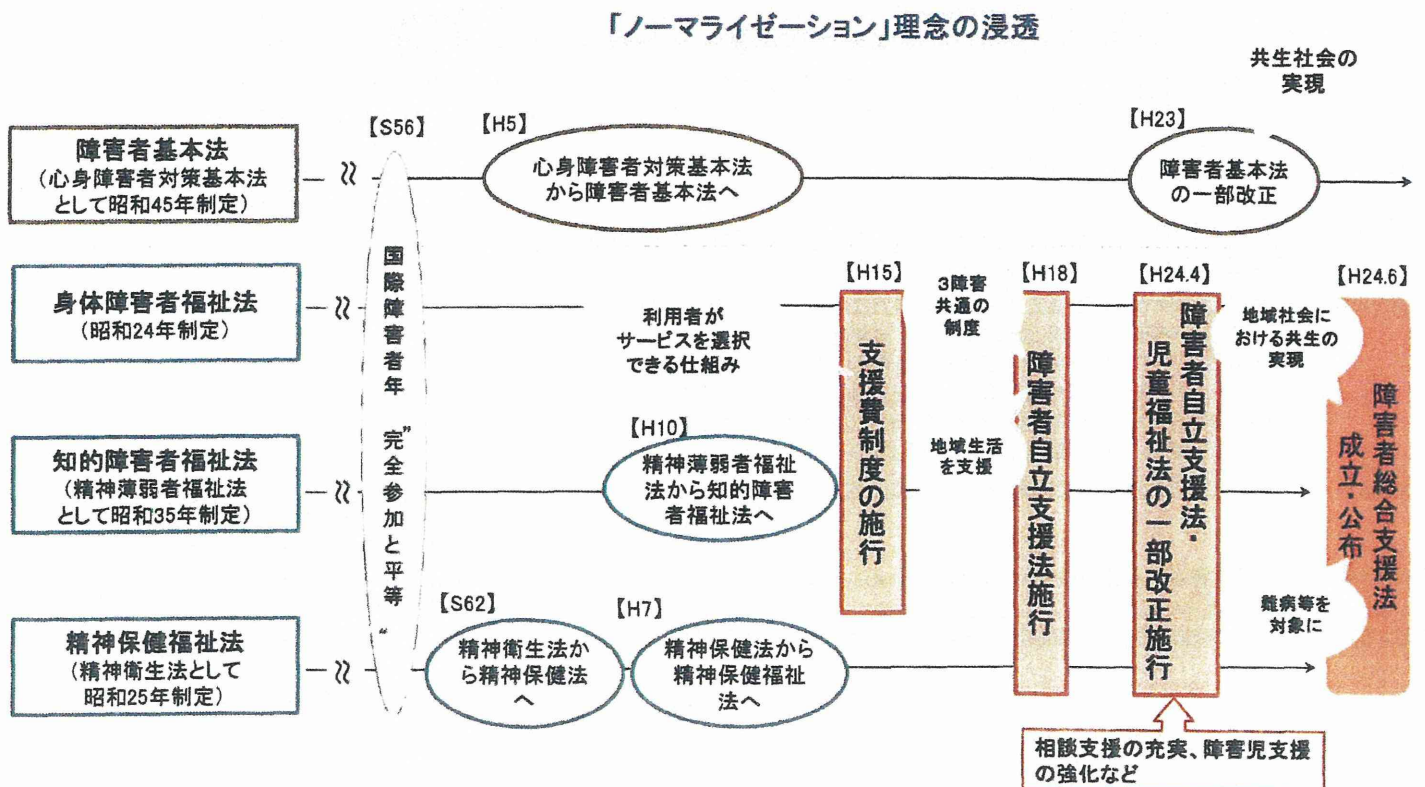 「ノーマライゼーション」理念の浸透
共生社会の
実現
【S56】
【H5】
【H23】
障害者基本法
(心身障害者対策基本法
として昭和45年制定)
心身障害者対策基本法
から障害者基本法へ
障害者基本法
の一部改正
国際障害者年 “完全参加と平等”
身体障害者福祉法
(昭和24年制定)
利用者が
サービスを選択
できる仕組み
【H15】
支援費制度の施行
3障害
共通の
制度
地域生活
を支援
【H18】
障害者自立支援法施行
【H24.4】
障害者自立支援法・
児童福祉法の一部改正施行
地域社会に
おける共生の
実現
【H24.6】
障害者総合支援法
成立・公布
知的障害者福祉法
(精神薄弱者福祉法
として昭和35年制定)
【H10】
精神薄弱者福祉
法から知的障害
者福祉法へ
難病等を
対象に
精神保健福祉法
(精神衛生法として
昭和25年制定)
【S62】
精神衛生法か
ら精神保健法
へ
【H7】
精神保健法から
精神保健福祉
法へ
相談支援の充実、障害児支援
の強化など